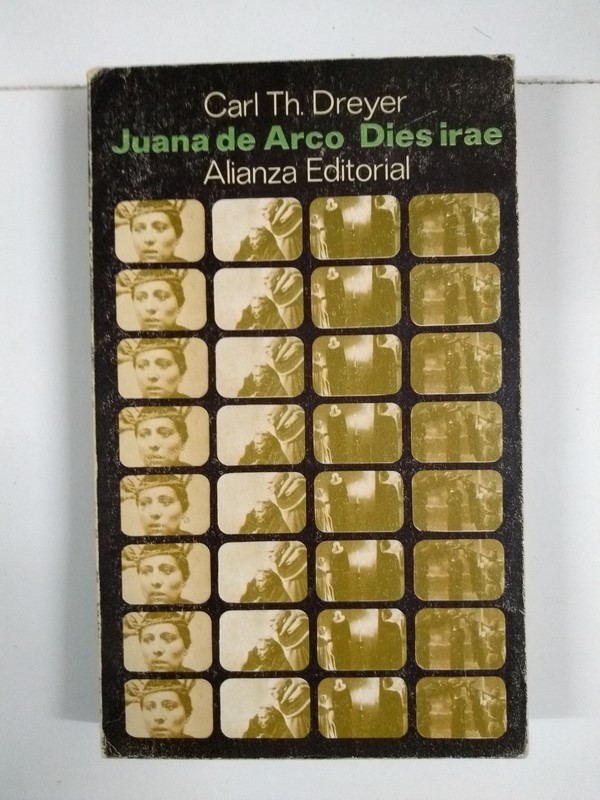 Carl Th. Dreyer
Juana de Arco Dies irae
Alianza Editorial